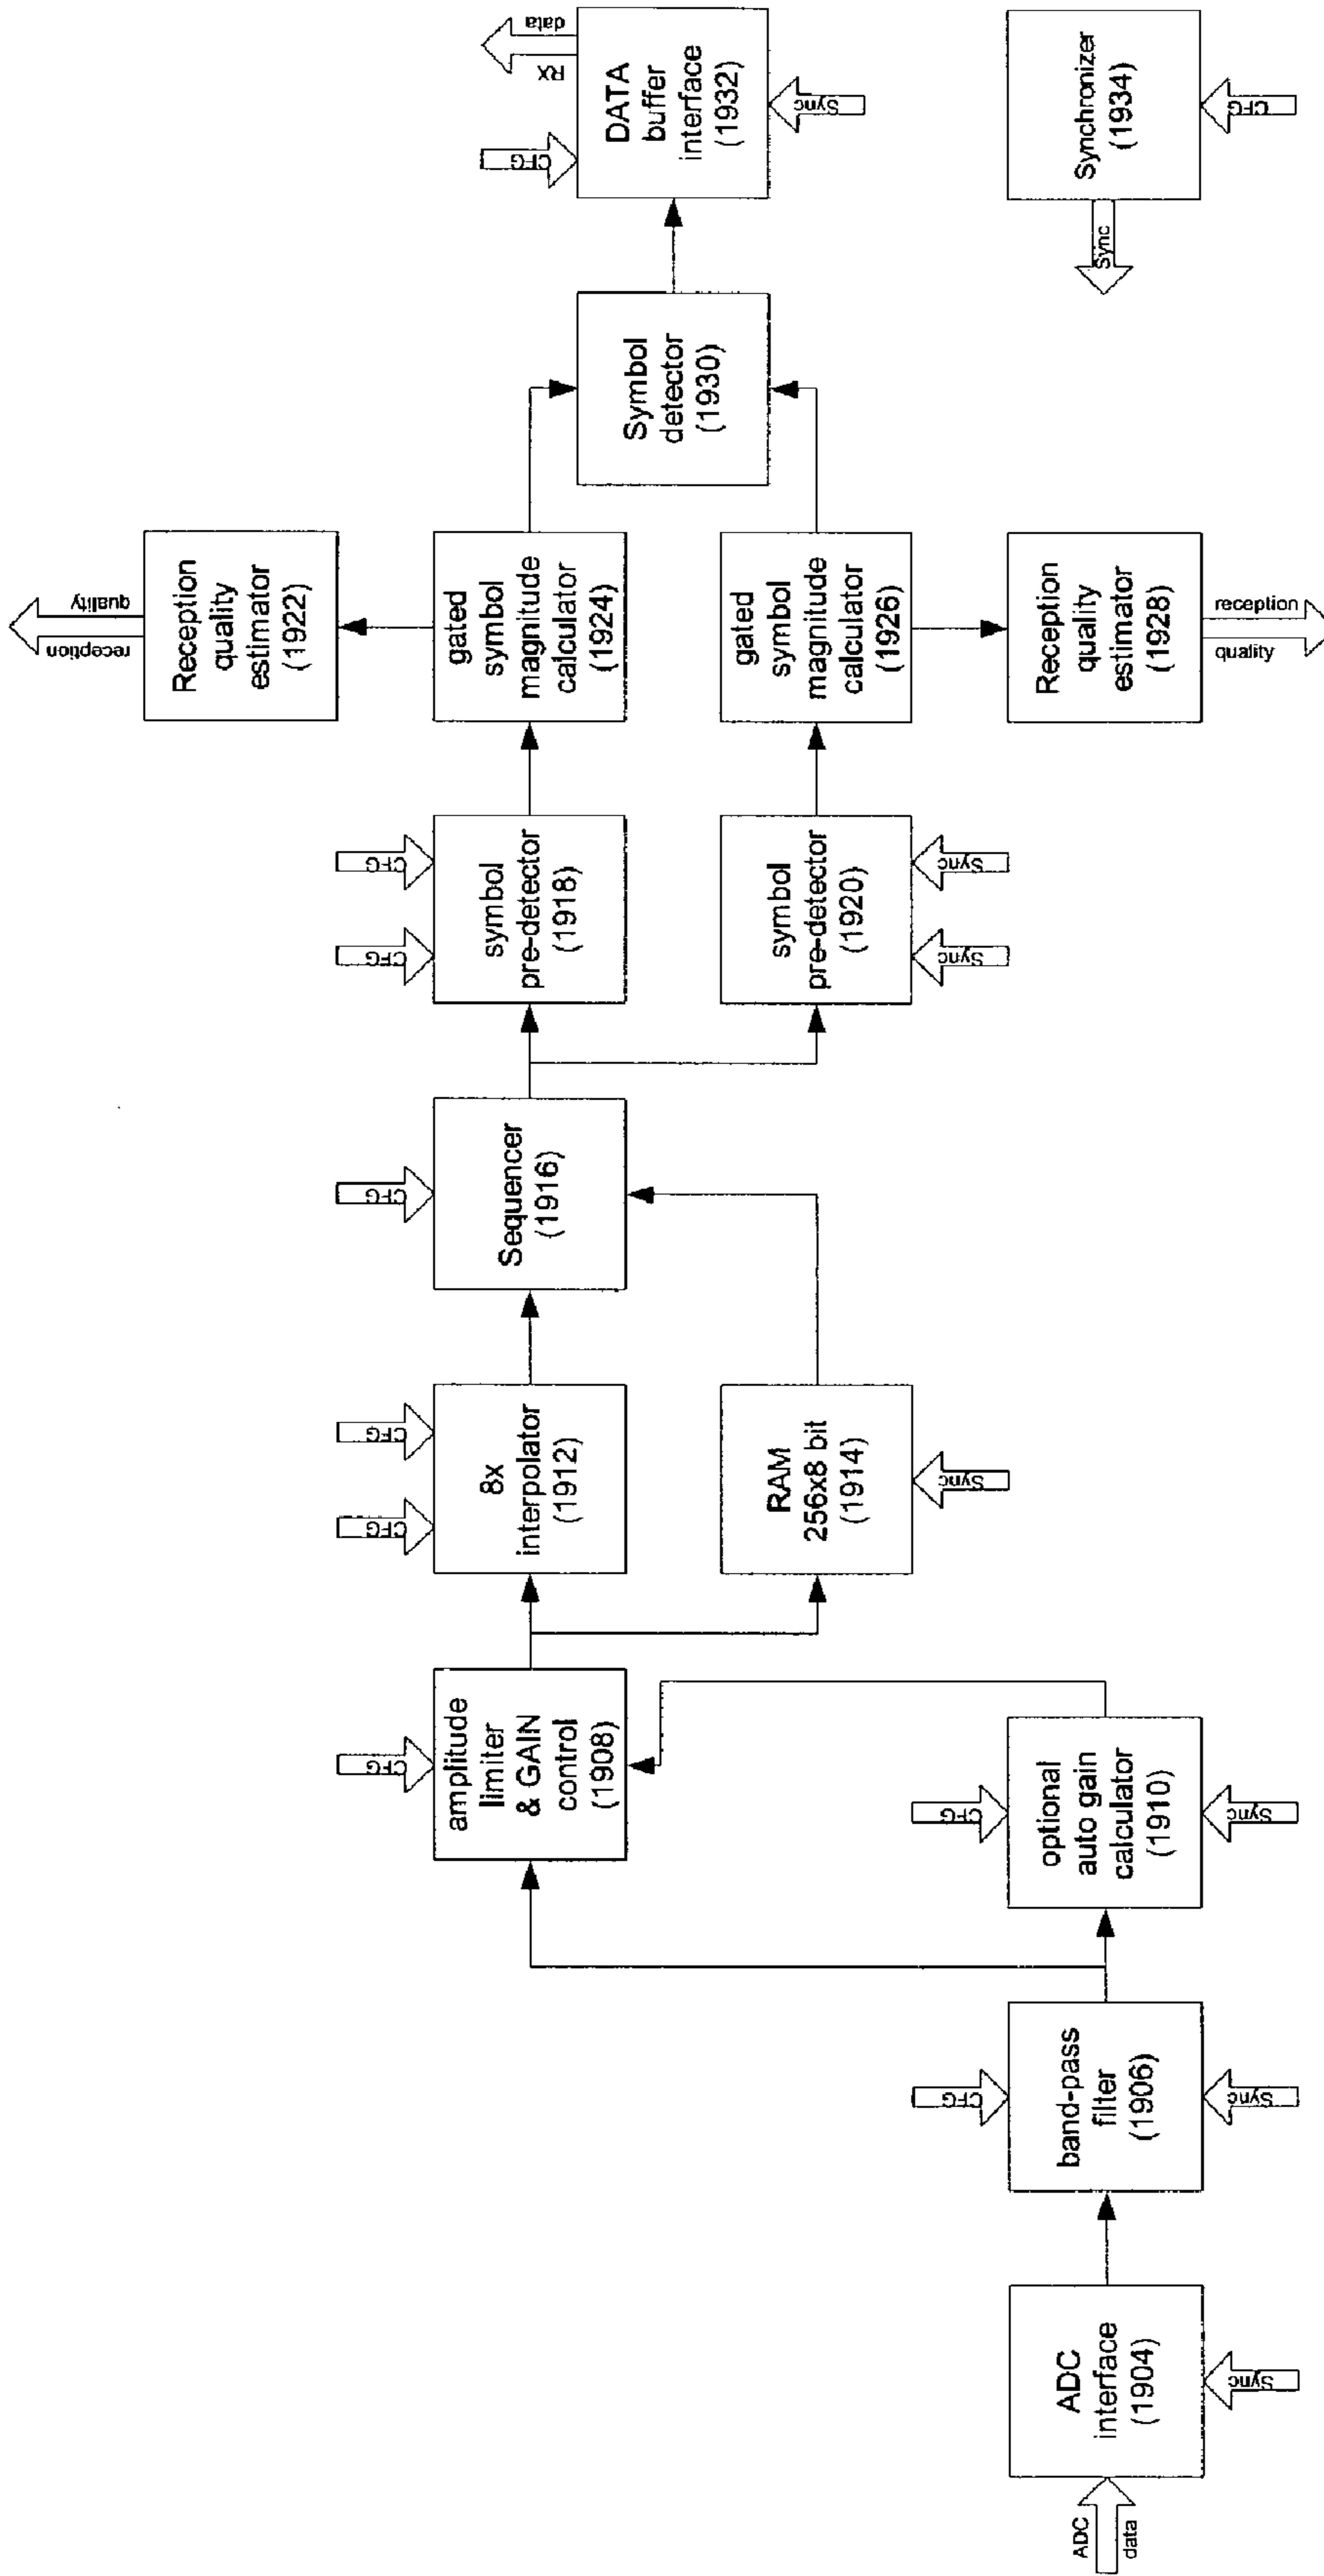 ADC
data
ADC
interface
(1904)
Sync
band-pass
filter
(1906)
CFG
Sync
optional
auto gain
calculator
(1910)
CFG
Sync
amplitude
limiter
& GAIN
control
(1908)
CFG
8x
interpolator
(1912)
CFG
CFG
RAM
256x8 bit
(1914)
Sync
Sequencer
(1916)
CFG
symbol
pre-detector
(1918)
CFG
CFG
symbol
pre-detector
(1920)
Sync
Sync
gated
symbol
magnitude
calculator
(1924)
Reception
quality
estimator
(1922)
reception
quality
gated
symbol
magnitude
calculator
(1926)
Reception
quality
estimator
(1928)
reception
quality
Symbol
detector
(1930)
DATA
buffer
interface
(1932)
CFG
Rx
data
Sync
Synchronizer
(1934)
Sync
CFG